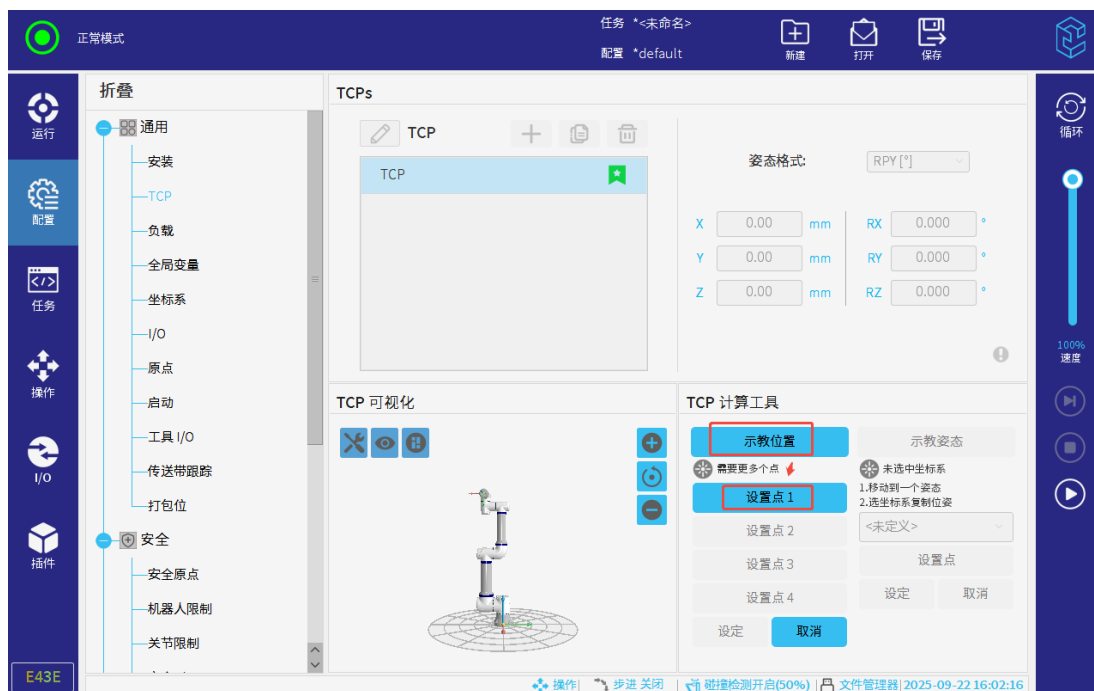 正常模式
任务 *<未命名>
配置 *default
新建
打开
保存
运行
配置
任务
操作
I/O
插件
E43E
折叠
通用
安装
TCP
负载
全局变量
坐标系
I/O
原点
启动
工具 I/O
传送带跟踪
打包位
安全
安全原点
机器人限制
关节限制
TCPs
TCP
TCP
姿态格式:
RPY [°]
X 0.00 mm RX 0.000 °
Y 0.00 mm RY 0.000 °
Z 0.00 mm RZ 0.000 °
TCP 可视化
TCP 计算工具
示教位置
需要更多个点
设置点 1
设置点 2
设置点 3
设置点 4
设定
取消
示教姿态
未选中坐标系
1.移动到一个姿态
2.选坐标系复制位姿
<未定义>
设置点
设定
取消
循环
100%
速度
操作 步进 关闭 碰撞检测开启(50%) 文件管理器 2025-09-22 16:02:16